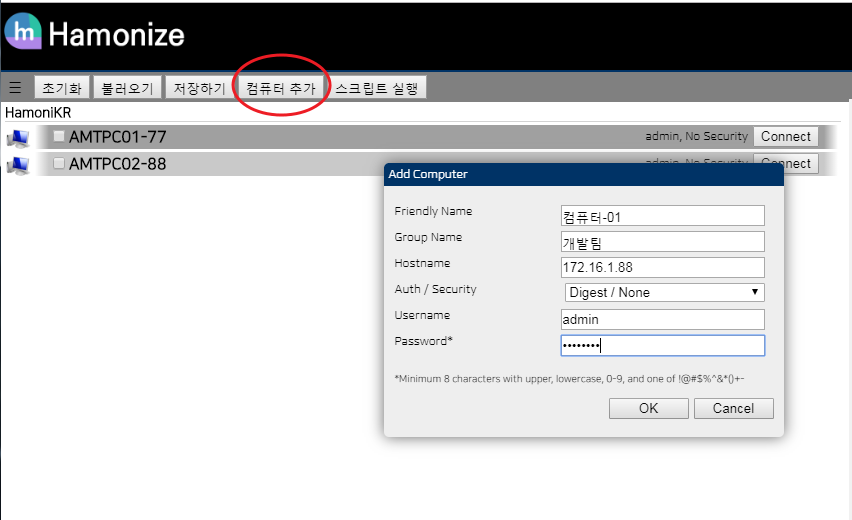 hm Hamonize
☰ 초기화 불러오기 저장하기 컴퓨터 추가 스크립트 실행
HamoniKR
AMTPC01-77 admin, No Security Connect
AMTPC02-88 admin, No Security Connect
Add Computer
Friendly Name 컴퓨터-01
Group Name 개발팀
Hostname 172.16.1.88
Auth / Security Digest / None ▼
Username admin
Password* ••••••••
*Minimum 8 characters with upper, lowercase, 0-9, and one of !@#$%^&*()+-
OK Cancel